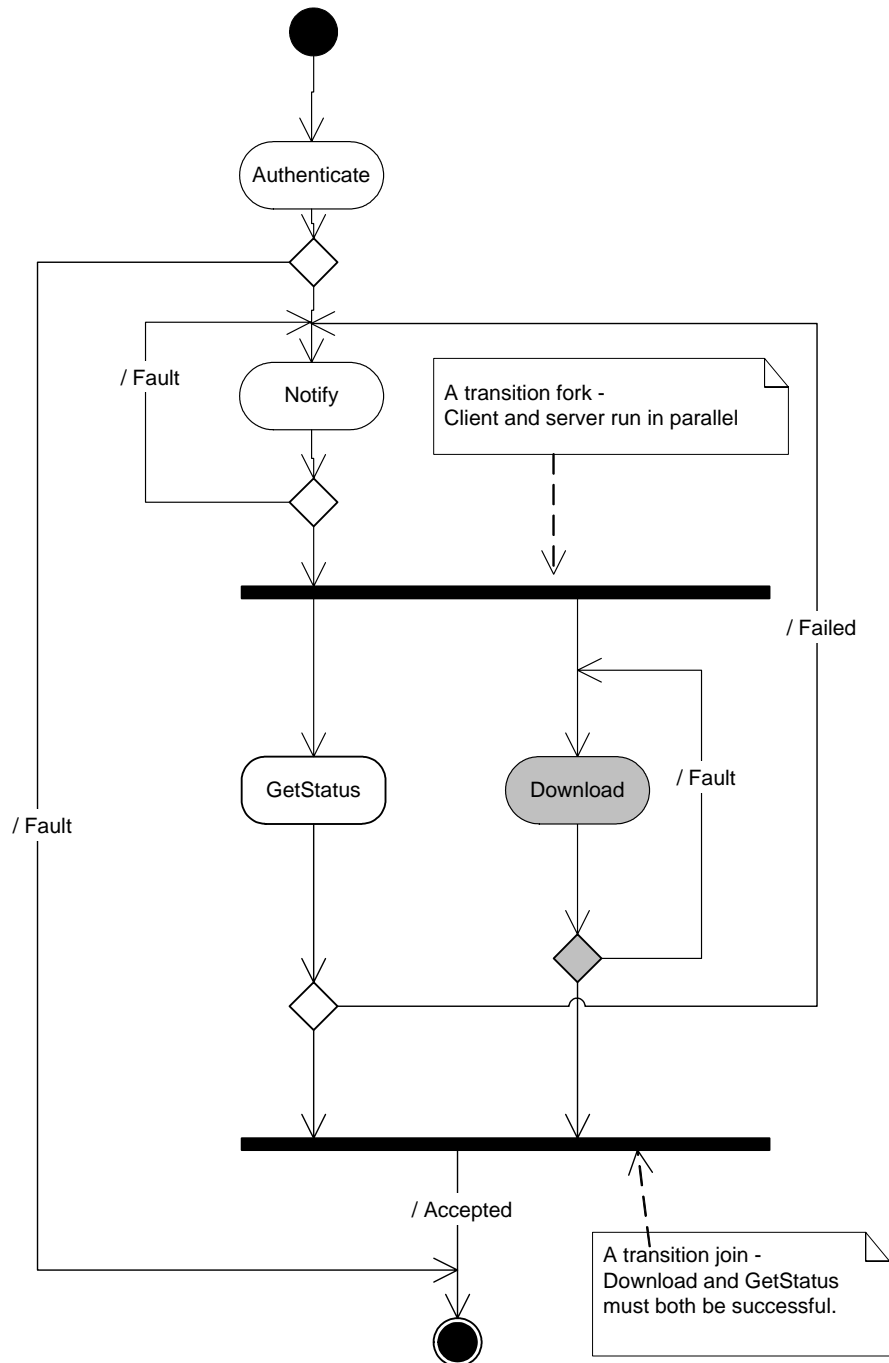 Authenticate
/ Fault
Notify
A transition fork -
Client and server run in parallel
/ Failed
/ Fault
GetStatus
Download
/ Fault
/ Accepted
A transition join -
Download and GetStatus
must both be successful.